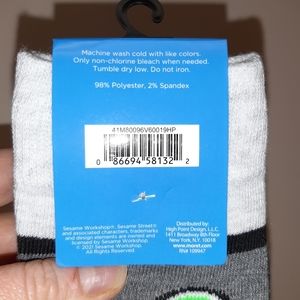 Machine wash cold with like colors.
Only non-chlorine bleach when needed.
Tumble dry low. Do not iron.
98% Polyester, 2% Spandex
41M80096V60019HP
0 86694 58132 2
Sesame Workshop®, Sesame Street®
and associated characters, trademarks
and design elements are owned and
licensed by Sesame Workshop.
© 2021 Sesame Workshop.
All Rights Reserved.
Distributed by:
High Point Design, L.L.C.
1411 Broadway 8th Floor
New York, N.Y. 10018
www.moret.com
RN# 109947